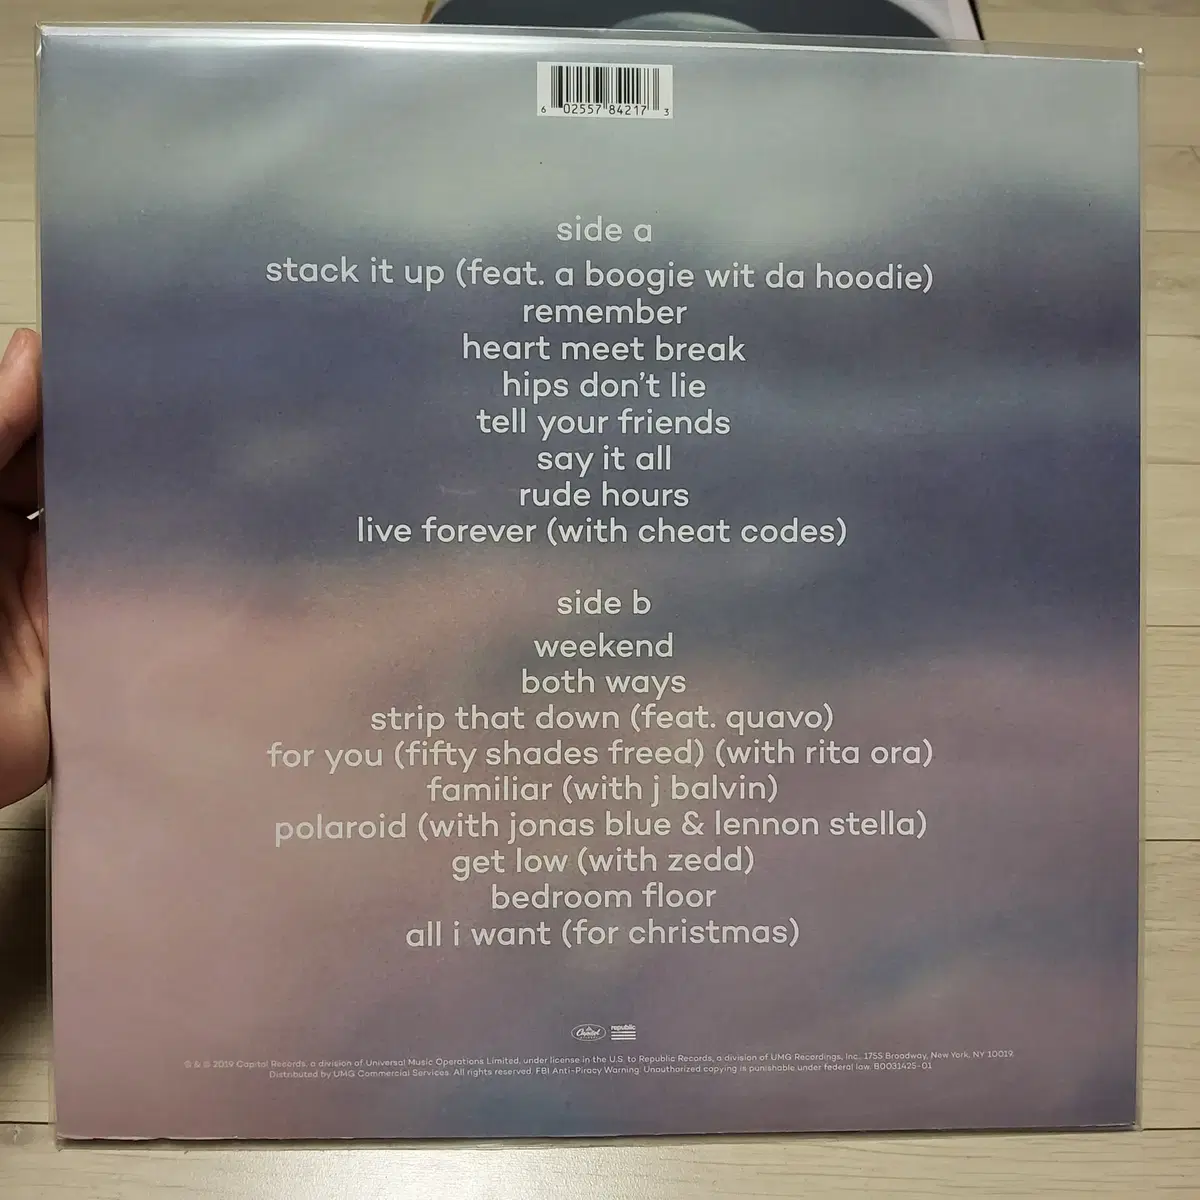 6 02557 84217 3
side a
stack it up (feat. a boogie wit da hoodie)
remember
heart meet break
hips don't lie
tell your friends
say it all
rude hours
live forever (with cheat codes)
side b
weekend
both ways
strip that down (feat. quavo)
for you (fifty shades freed) (with rita ora)
familiar (with j balvin)
polaroid (with jonas blue & lennon stella)
get low (with zedd)
bedroom floor
all i want (for christmas)
Capitol republic
℗ & © 2019 Capitol Records, a division of Universal Music Operations Limited, under license in the U.S. to Republic Records, a division of UMG Recordings, Inc., 1755 Broadway, New York, NY 10019.
Distributed by UMG Commercial Services. All rights reserved. FBI Anti-Piracy Warning: Unauthorized copying is punishable under federal law. B0031425-01